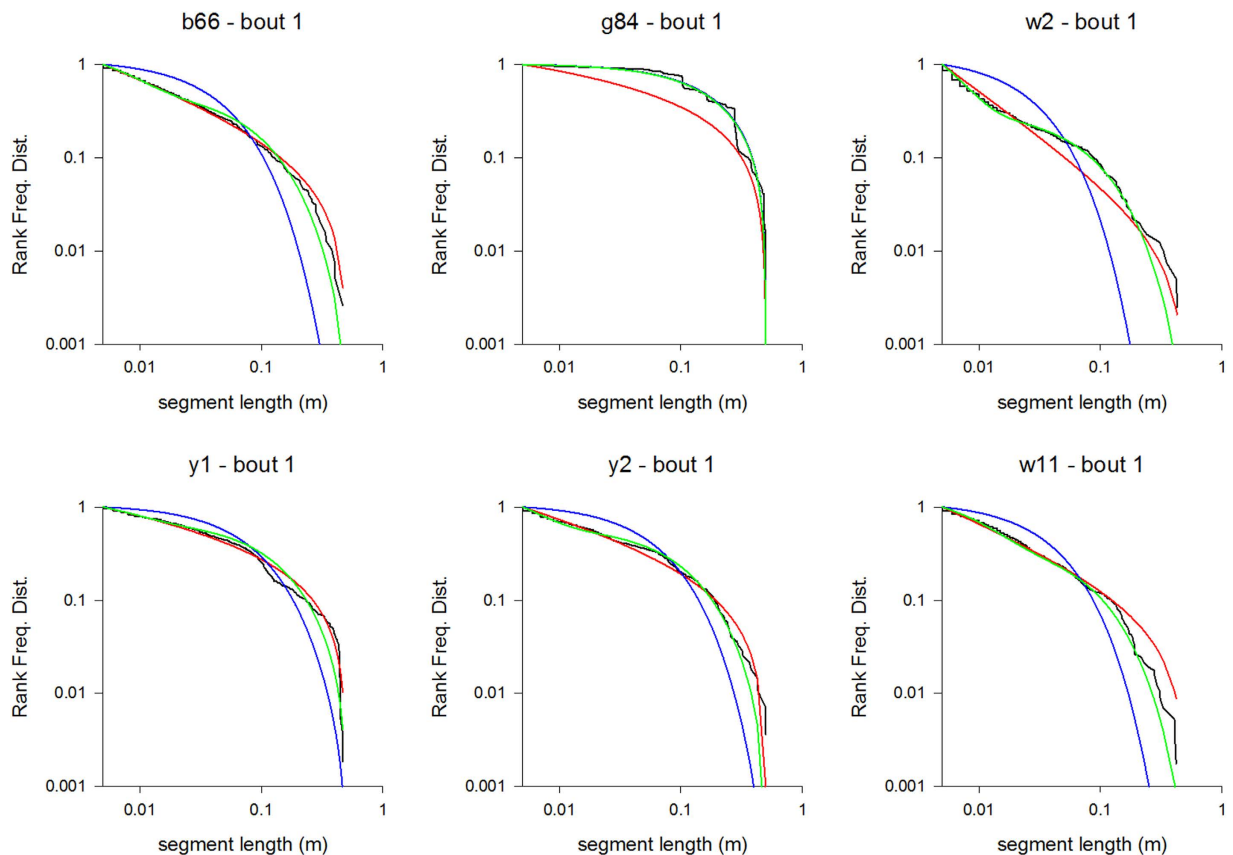 b66 - bout 1
g84 - bout 1
w2 - bout 1
Rank Freq. Dist.
1
0.1
0.01
0.001
0.01
0.1
1
segment length (m)
Rank Freq. Dist.
1
0.1
0.01
0.001
0.01
0.1
1
segment length (m)
Rank Freq. Dist.
1
0.1
0.01
0.001
0.01
0.1
1
segment length (m)
y1 - bout 1
y2 - bout 1
w11 - bout 1
Rank Freq. Dist.
1
0.1
0.01
0.001
0.01
0.1
1
segment length (m)
Rank Freq. Dist.
1
0.1
0.01
0.001
0.01
0.1
1
segment length (m)
Rank Freq. Dist.
1
0.1
0.01
0.001
0.01
0.1
1
segment length (m)